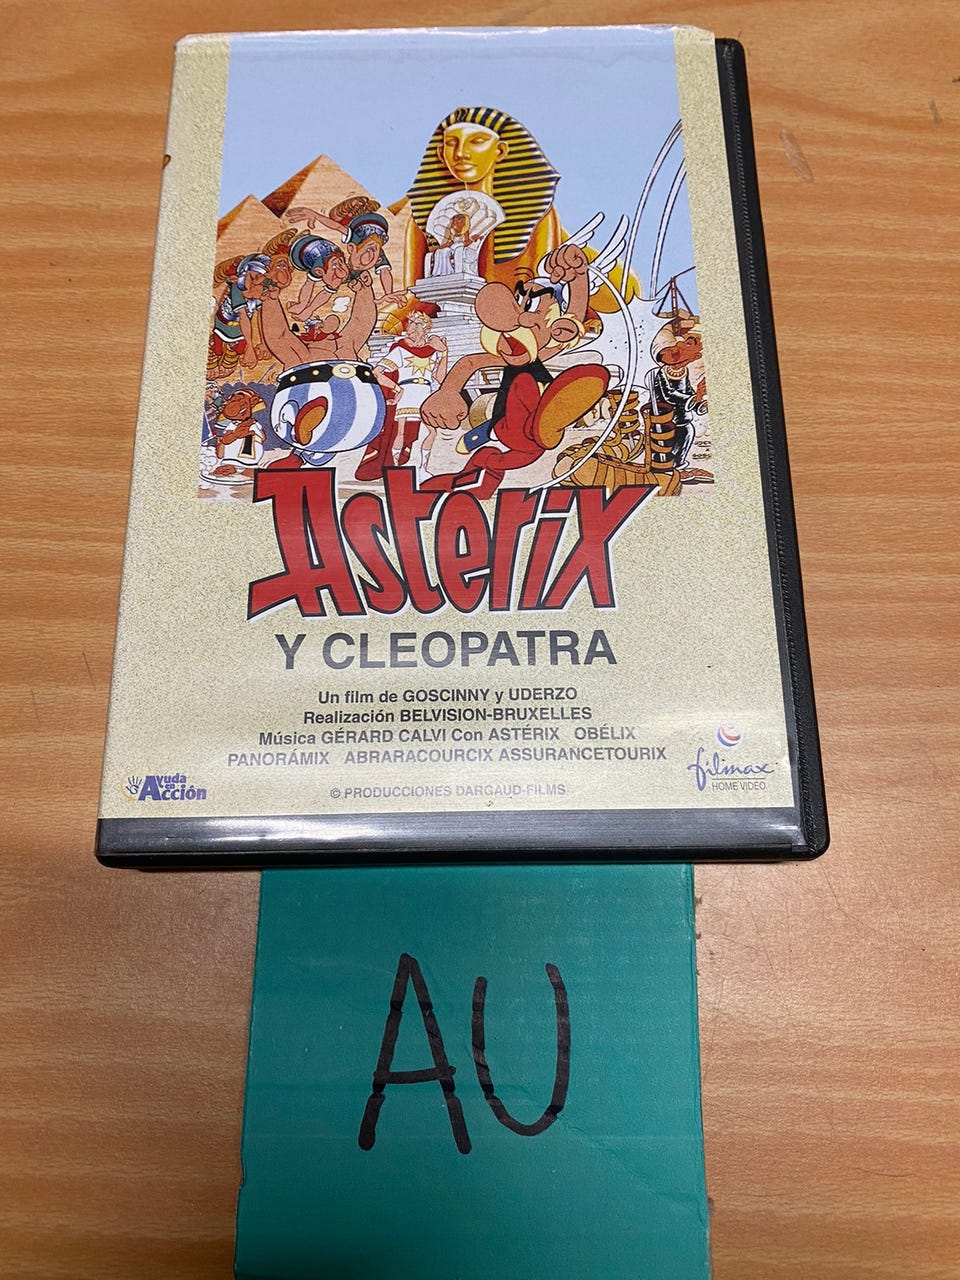 Astérix
Y CLEOPATRA
Un film de GOSCINNY y UDERZO
Realización BELVISION-BRUXELLES
Música GÉRARD CALVI Con ASTÉRIX OBÉLIX
PANORÁMIX ABRARACOURCIX ASSURANCETOURIX
© PRODUCCIONES DARGAUD-FILMS
Ayuda en Acción
filmax
HOME VIDEO
AU